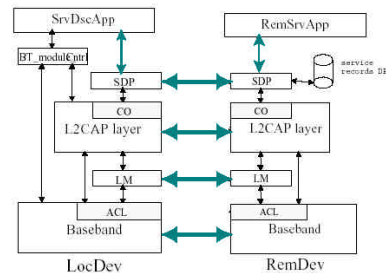 SrvDscApp
RemSrvApp
BT_moduleCntrl
service
records DB
SDP
SDP
CO
CO
L2CAP layer
L2CAP layer
LM
LM
ACL
ACL
Baseband
Baseband
LocDev
RemDev